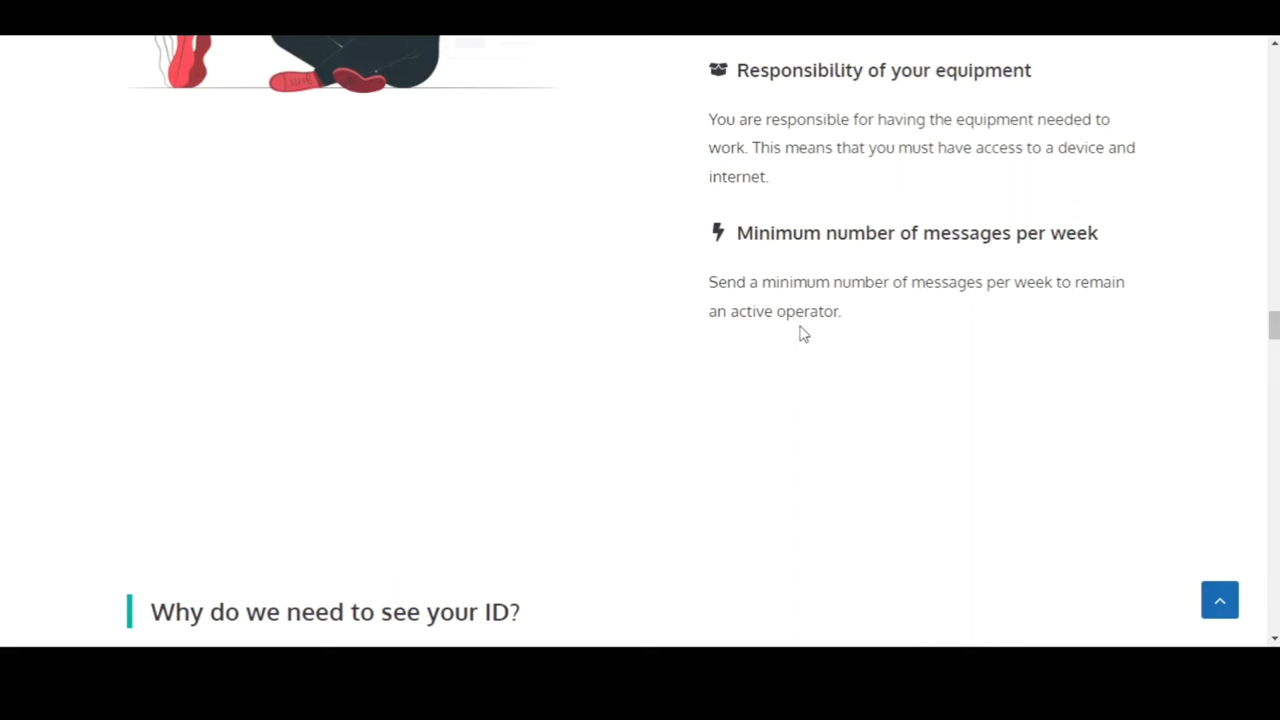 Responsibility of your equipment
You are responsible for having the equipment needed to
work. This means that you must have access to a device and
internet.
Minimum number of messages per week
Send a minimum number of messages per week to remain
an active operator.
Why do we need to see your ID?